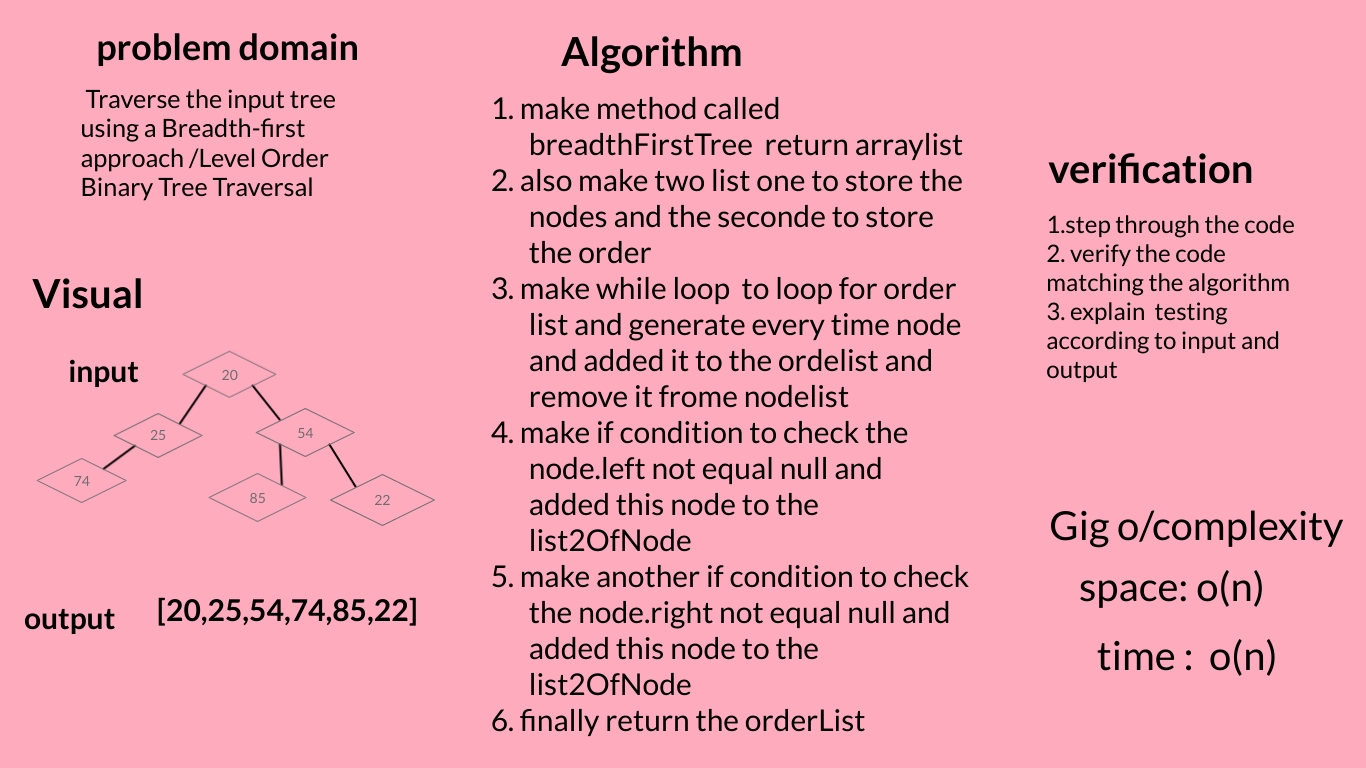 problem domain
Traverse the input tree
using a Breadth-first
approach /Level Order
Binary Tree Traversal
Visual
input
20
25
54
74
85
22
output
[20,25,54,74,85,22]
Algorithm
1. make method called
breadthFirstTree return arraylist
2. also make two list one to store the
nodes and the seconde to store
the order
3. make while loop to loop for order
list and generate every time node
and added it to the ordelist and
remove it frome nodelist
4. make if condition to check the
node.left not equal null and
added this node to the
list2OfNode
5. make another if condition to check
the node.right not equal null and
added this node to the
list2OfNode
6. finally return the orderList
verification
1.step through the code
2. verify the code
matching the algorithm
3. explain testing
according to input and
output
Gig o/complexity
space: o(n)
time : o(n)